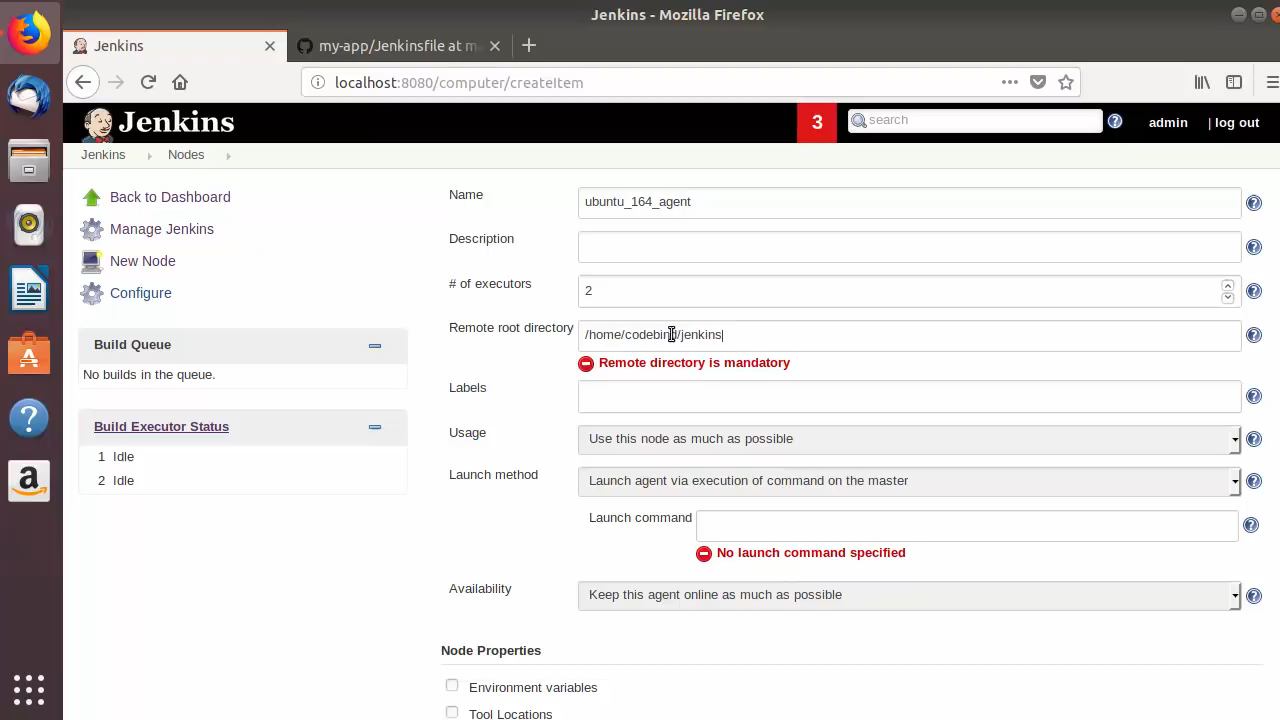 Jenkins - Mozilla Firefox
Jenkins
my-app/Jenkinsfile at m
localhost:8080/computer/createItem
Jenkins
3
search
admin
| log out
Jenkins
Nodes
Back to Dashboard
Manage Jenkins
New Node
Configure
Build Queue
No builds in the queue.
Build Executor Status
1 Idle
2 Idle
Name
ubuntu_164_agent
Description
# of executors
2
Remote root directory
/home/codebind/jenkins
Remote directory is mandatory
Labels
Usage
Use this node as much as possible
Launch method
Launch agent via execution of command on the master
Launch command
No launch command specified
Availability
Keep this agent online as much as possible
Node Properties
Environment variables
Tool Locations